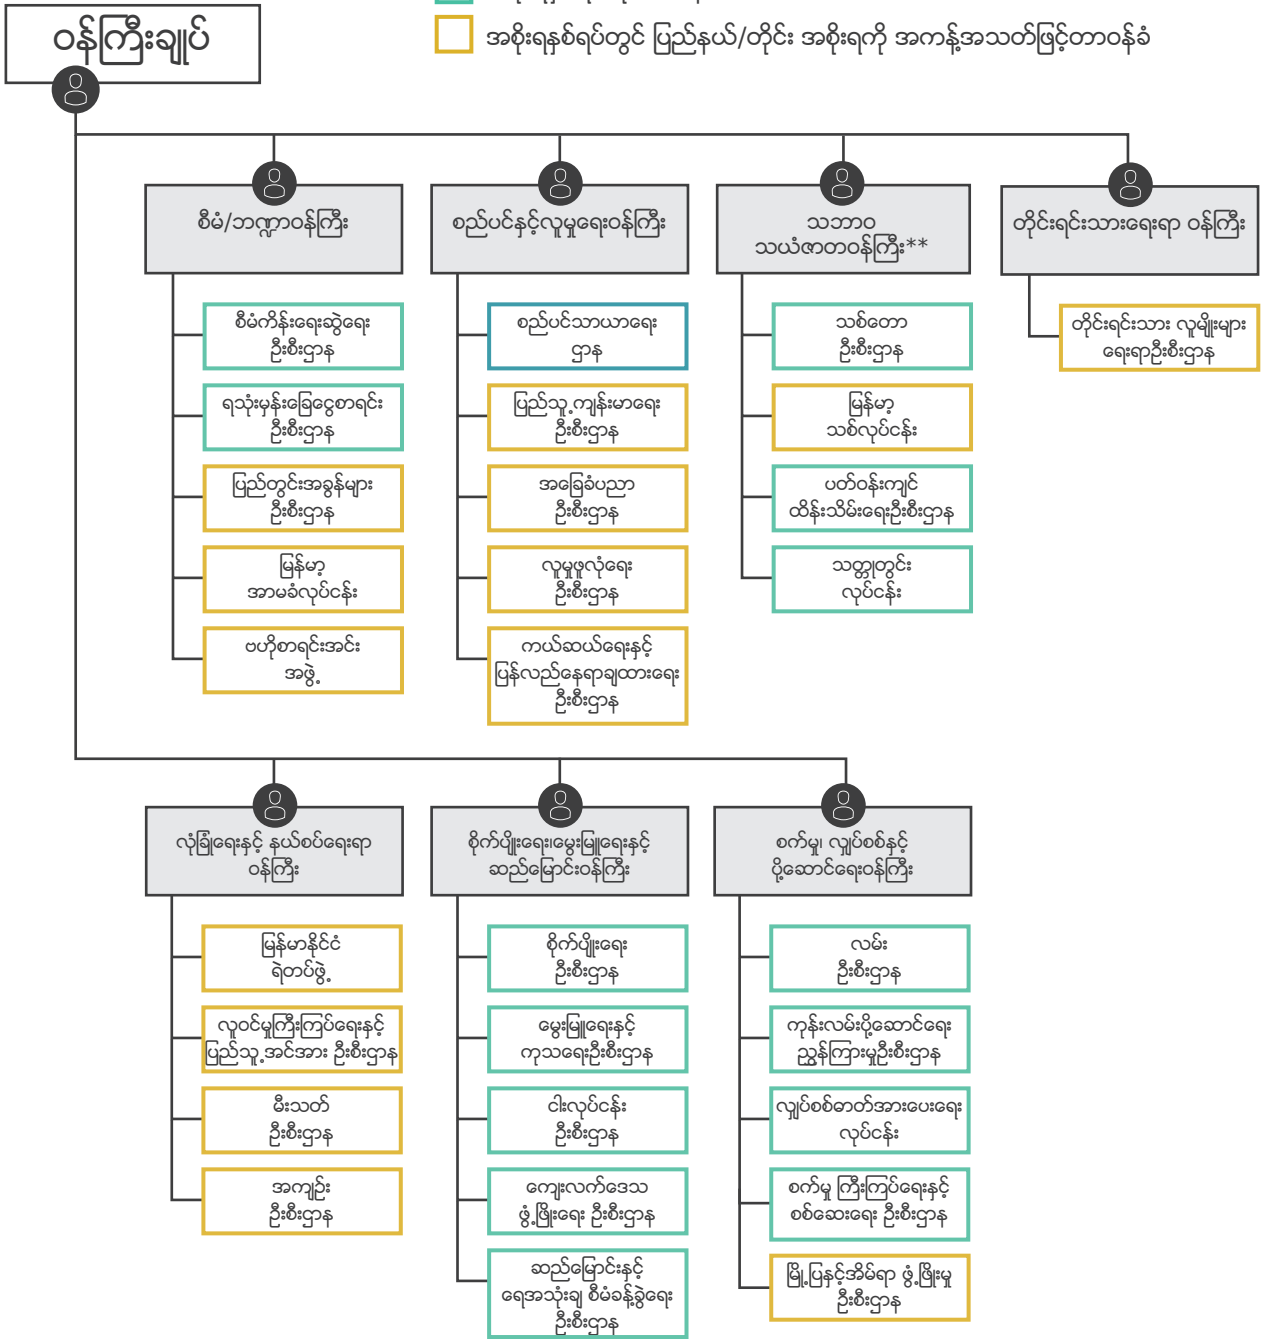 ဝန်ကြီးချုပ်
အစိုးရနှစ်ရပ်တွင် ပြည်နယ်/တိုင်း အစိုးရကို အကန့်အသတ်ဖြင့်တာဝန်ခံ
စီမံ/ဘဏ္ဍာဝန်ကြီး
စီမံကိန်းရေးဆွဲရေး
ဦးစီးဌာန
ရသုံးမှန်းခြေငွေစာရင်း
ဦးစီးဌာန
ပြည်တွင်းအခွန်များ
ဦးစီးဌာန
မြန်မာ့
အာမခံလုပ်ငန်း
ဗဟိုစာရင်းအင်း
အဖွဲ့
စည်ပင်နှင့်လူမှုရေးဝန်ကြီး
စည်ပင်သာယာရေး
ဌာန
ပြည်သူ့ကျန်းမာရေး
ဦးစီးဌာန
အခြေခံပညာ
ဦးစီးဌာန
လူမှုဖူလုံရေး
ဦးစီးဌာန
ကယ်ဆယ်ရေးနှင့်
ပြန်လည်နေရာချထားရေး
ဦးစီးဌာန
သဘာဝ
သယံဇာတဝန်ကြီး**
သစ်တော
ဦးစီးဌာန
မြန်မာ့
သစ်လုပ်ငန်း
ပတ်ဝန်းကျင်
ထိန်းသိမ်းရေးဦးစီးဌာန
သတ္တုတွင်း
လုပ်ငန်း
တိုင်းရင်းသားရေးရာ ဝန်ကြီး
တိုင်းရင်းသား လူမျိုးများ
ရေးရာဦးစီးဌာန
လုံခြုံရေးနှင့် နယ်စပ်ရေးရာ
ဝန်ကြီး
မြန်မာနိုင်ငံ
ရဲတပ်ဖွဲ့
လူဝင်မှုကြီးကြပ်ရေးနှင့်
ပြည်သူ့အင်အား ဦးစီးဌာန
မီးသတ်
ဦးစီးဌာန
အကျဉ်း
ဦးစီးဌာန
စိုက်ပျိုးရေး၊မွေးမြူရေးနှင့်
ဆည်မြောင်းဝန်ကြီး
စိုက်ပျိုးရေး
ဦးစီးဌာန
မွေးမြူရေးနှင့်
ကုသရေးဦးစီးဌာန
ငါးလုပ်ငန်း
ဦးစီးဌာန
ကျေးလက်ဒေသ
ဖွံ့ဖြိုးရေး ဦးစီးဌာန
ဆည်မြောင်းနှင့်
ရေအသုံးချ စီမံခန့်ခွဲရေး
ဦးစီးဌာန
စက်မှု၊ လျှပ်စစ်နှင့်
ပို့ဆောင်ရေးဝန်ကြီး
လမ်း
ဦးစီးဌာန
ကုန်းလမ်းပို့ဆောင်ရေး
ညွှန်ကြားမှုဦးစီးဌာန
လျှပ်စစ်ဓာတ်အားပေးရေး
လုပ်ငန်း
စက်မှု ကြီးကြပ်ရေးနှင့်
စစ်ဆေးရေး ဦးစီးဌာန
မြို့ပြနှင့်အိမ်ရာ ဖွံ့ဖြိုးမှု
ဦးစီးဌာန